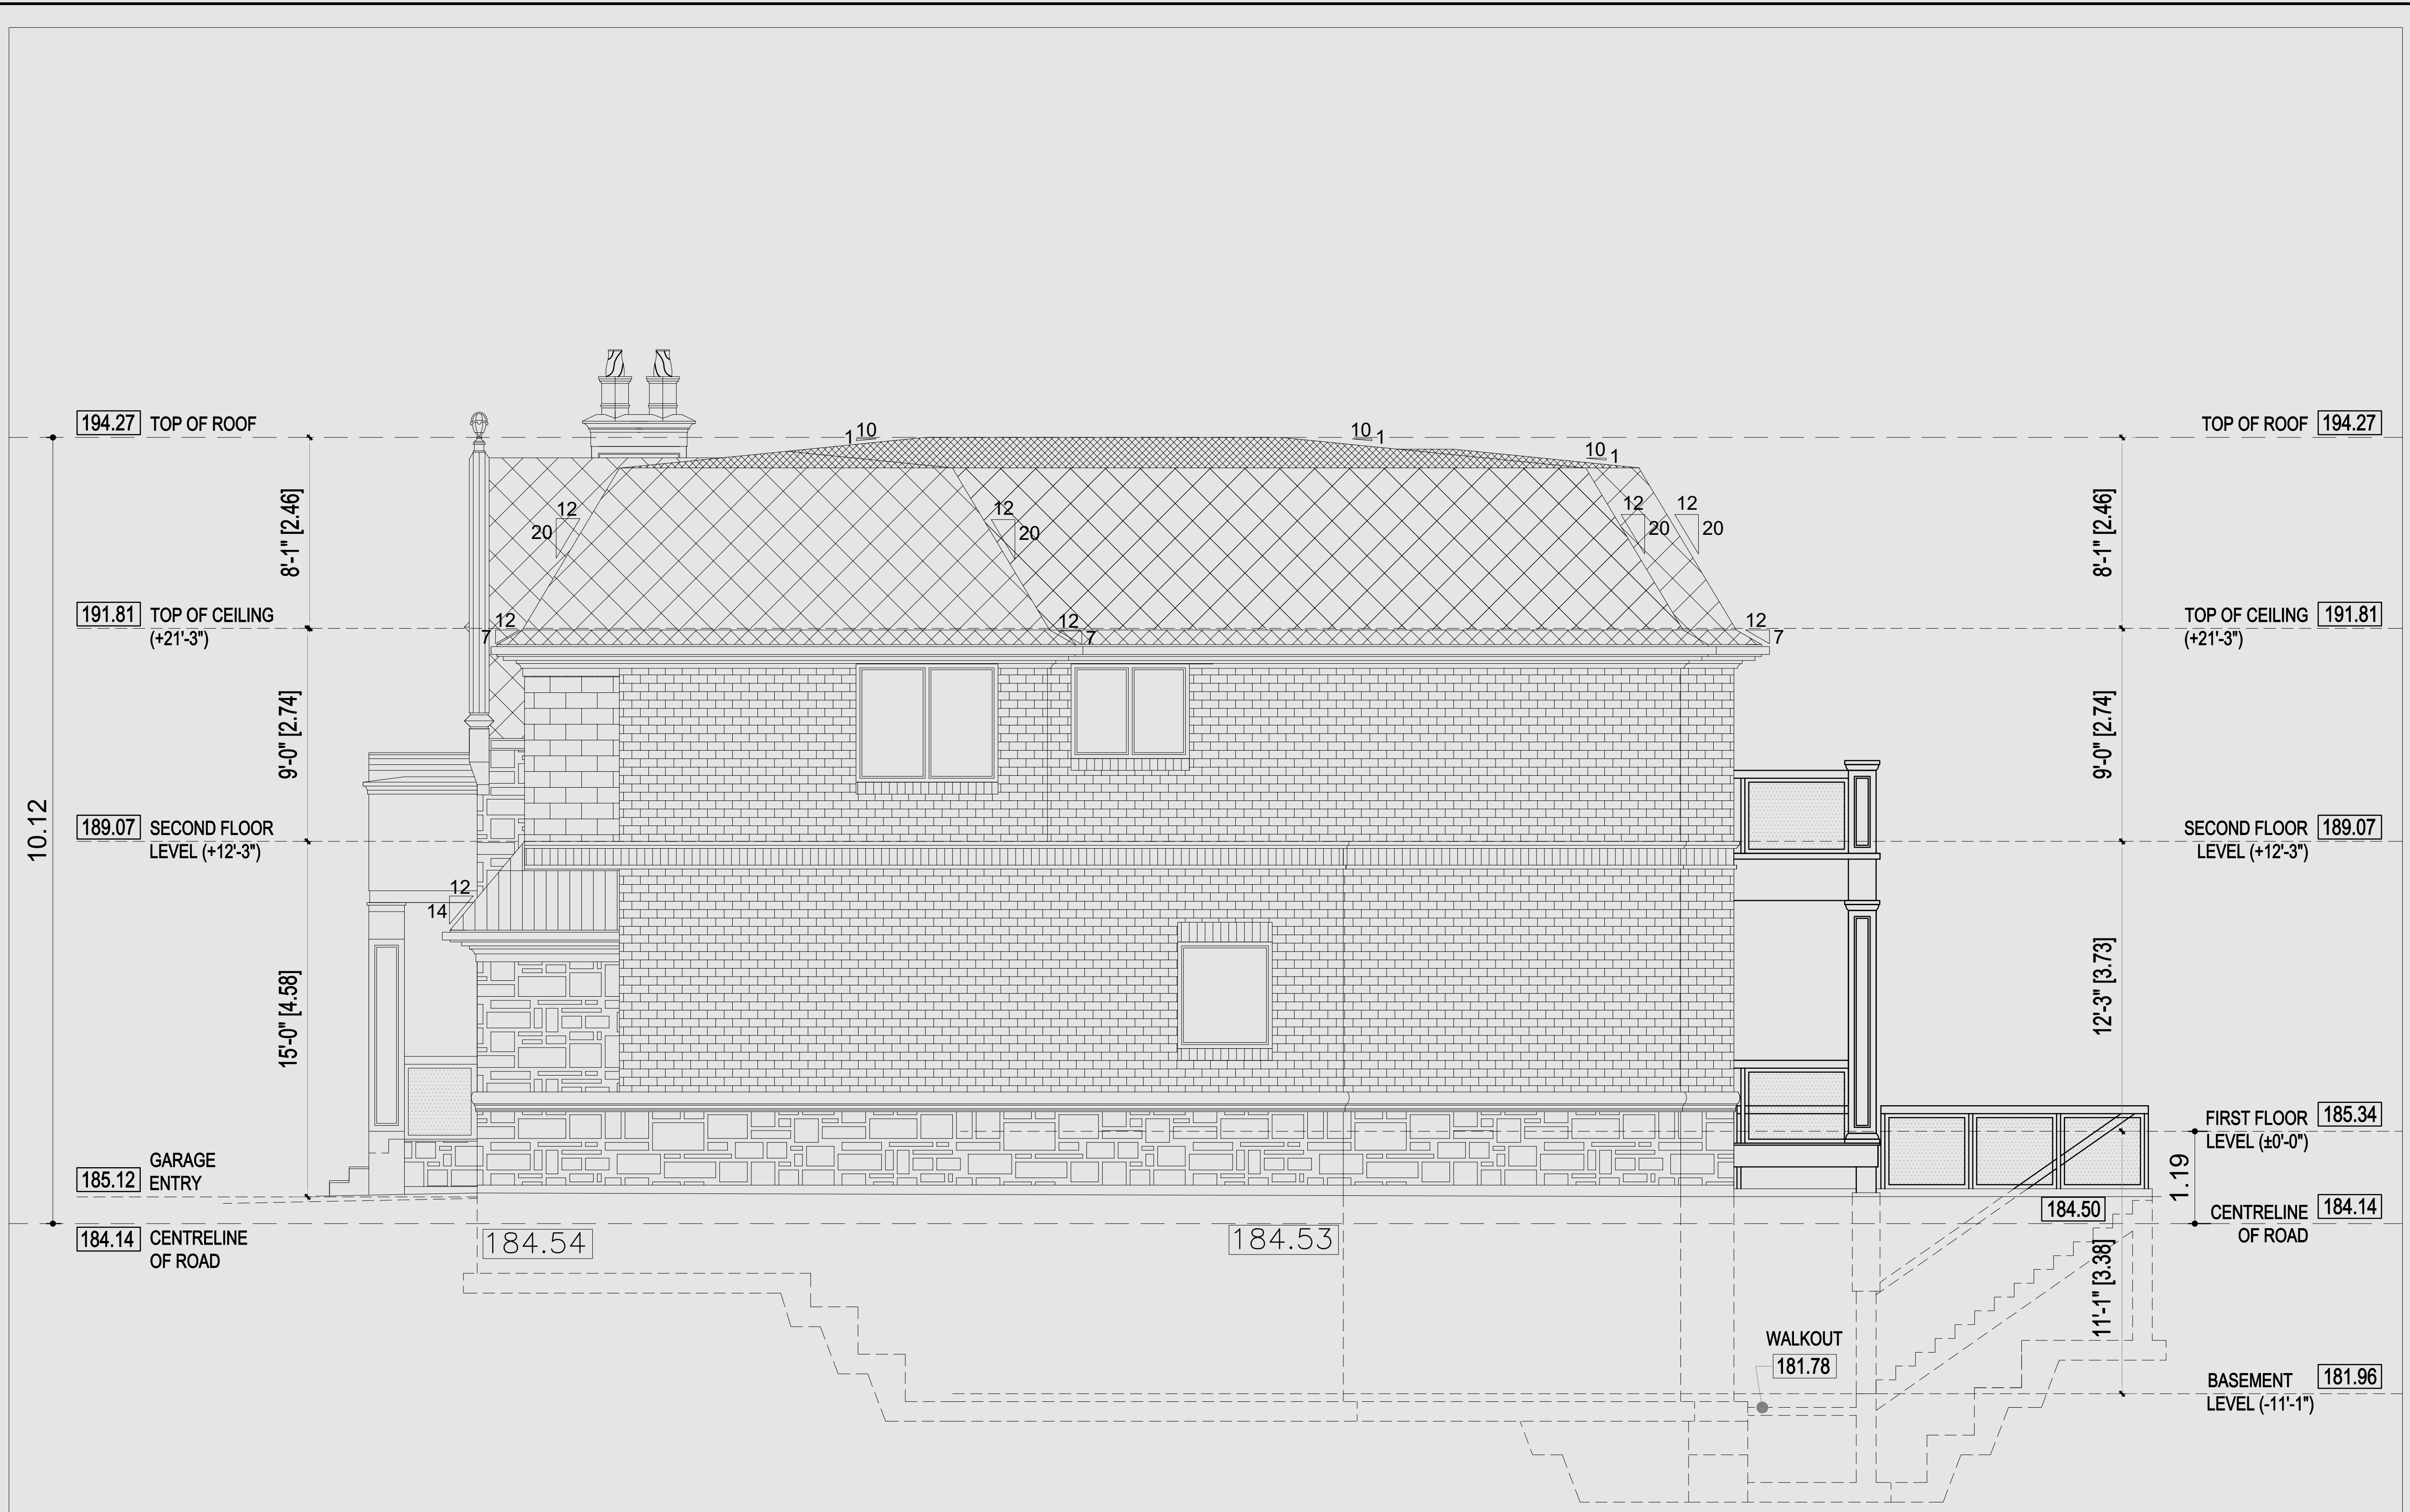 194.27 TOP OF ROOF
TOP OF ROOF 194.27
1 10
10 1
10 1
8'-1" [2.46]
12
20
12
20
12
20
12
20
8'-1" [2.46]
191.81 TOP OF CEILING
(+21'-3")
12
7
12
7
12
7
TOP OF CEILING 191.81
(+21'-3")
9'-0" [2.74]
9'-0" [2.74]
10.12
189.07 SECOND FLOOR
LEVEL (+12'-3")
SECOND FLOOR 189.07
LEVEL (+12'-3")
12
14
15'-0" [4.58]
12'-3" [3.73]
FIRST FLOOR 185.34
LEVEL (±0'-0")
GARAGE
185.12 ENTRY
1.19
184.50
184.14 CENTRELINE
OF ROAD
184.54
184.53
CENTRELINE 184.14
OF ROAD
11'-1" [3.38]
WALKOUT
181.78
BASEMENT 181.96
LEVEL (-11'-1")